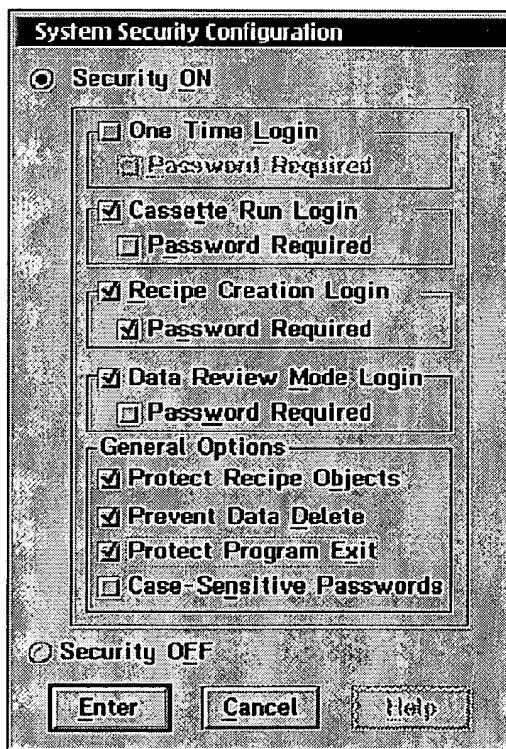 System Security Configuration
Security ON
One Time Login
Password Required
Cassette Run Login
Password Required
Recipe Creation Login
Password Required
Data Review Mode Login
Password Required
General Options
Protect Recipe Objects
Prevent Data Delete
Protect Program Exit
Case-Sensitive Passwords
Security OFF
Enter Cancel Help